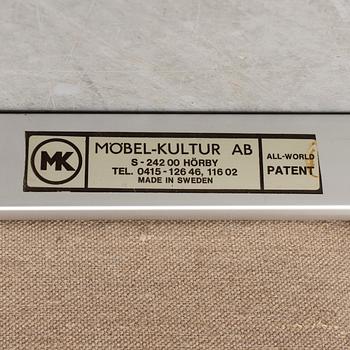 MK
MÖBEL-KULTUR AB
S - 242 00 HÖRBY
TEL. 0415 - 126 46, 116 02
MADE IN SWEDEN
ALL-WORLD
PATENT